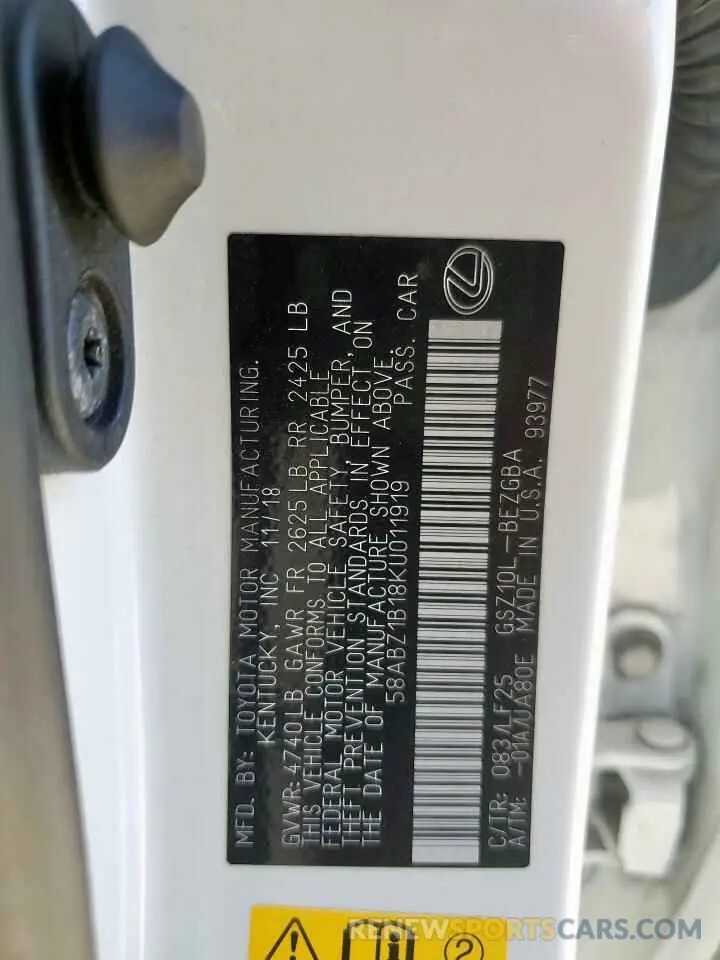 MFD. BY: TOYOTA MOTOR MANUFACTURING.
KENTUCKY, INC 11/18
GVWR: 4740LB GAWR FR 2625LB RR 2425 LB
THIS VEHICLE CONFORMS TO ALL APPLICABLE
FEDERAL MOTOR VEHICLE SAFETY, BUMPER, AND
THEFT PREVENTION STANDARDS IN EFFECT ON
THE DATE OF MANUFACTURE SHOWN ABOVE.
58ABZ1B18KU011919 PASS. CAR
C/TR: 083/LF25 GSZ10L-BEZGBA
A/TM: -01A/UA80E MADE IN U.S.A. 93977
RENEWSPORTSCARS.COM